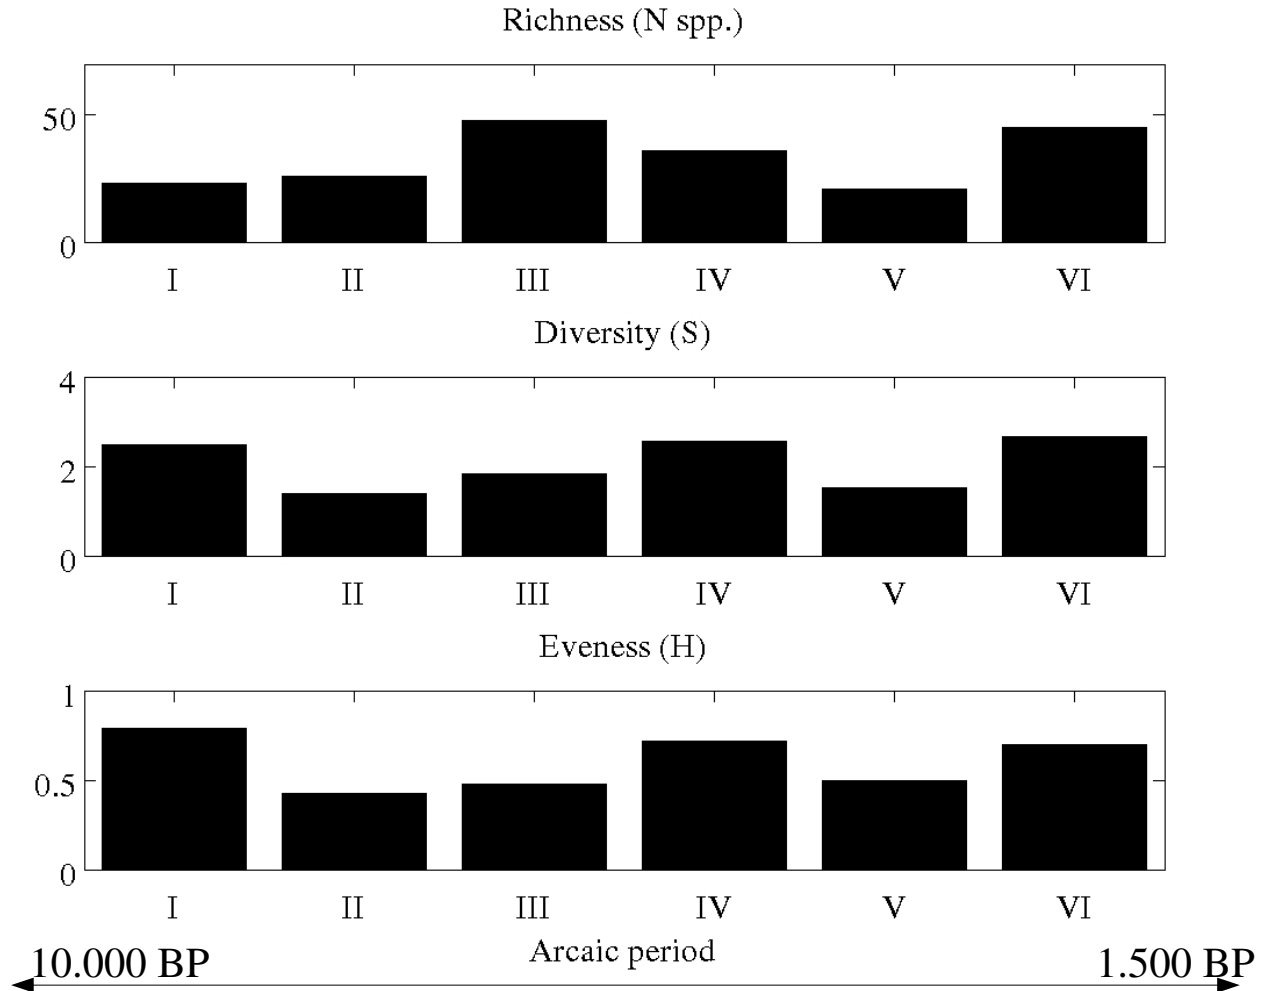 Richness (N spp.)
50
0
I II III IV V VI
Diversity (S)
4
2
0
I II III IV V VI
Eveness (H)
1
0.5
0
I II III IV V VI
Arcaic period
10.000 BP 1.500 BP